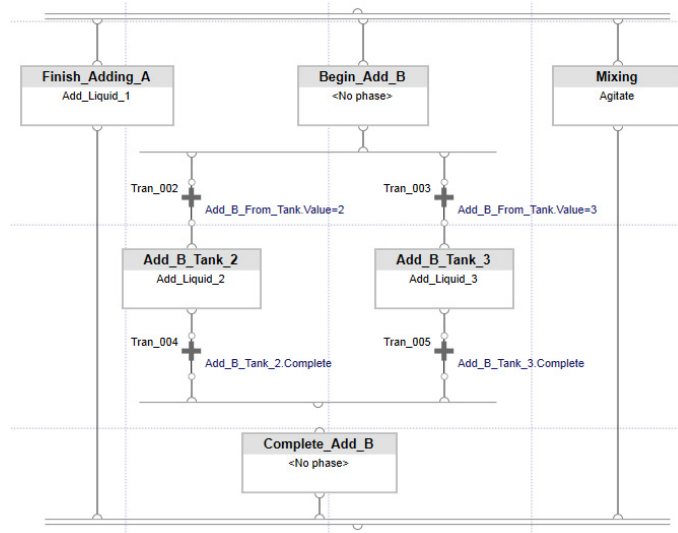 Finish_Adding_A
Add_Liquid_1
Begin_Add_B
<No phase>
Mixing
Agitate
Tran_002
Add_B_From_Tank.Value=2
Tran_003
Add_B_From_Tank.Value=3
Add_B_Tank_2
Add_Liquid_2
Add_B_Tank_3
Add_Liquid_3
Tran_004
Add_B_Tank_2.Complete
Tran_005
Add_B_Tank_3.Complete
Complete_Add_B
<No phase>